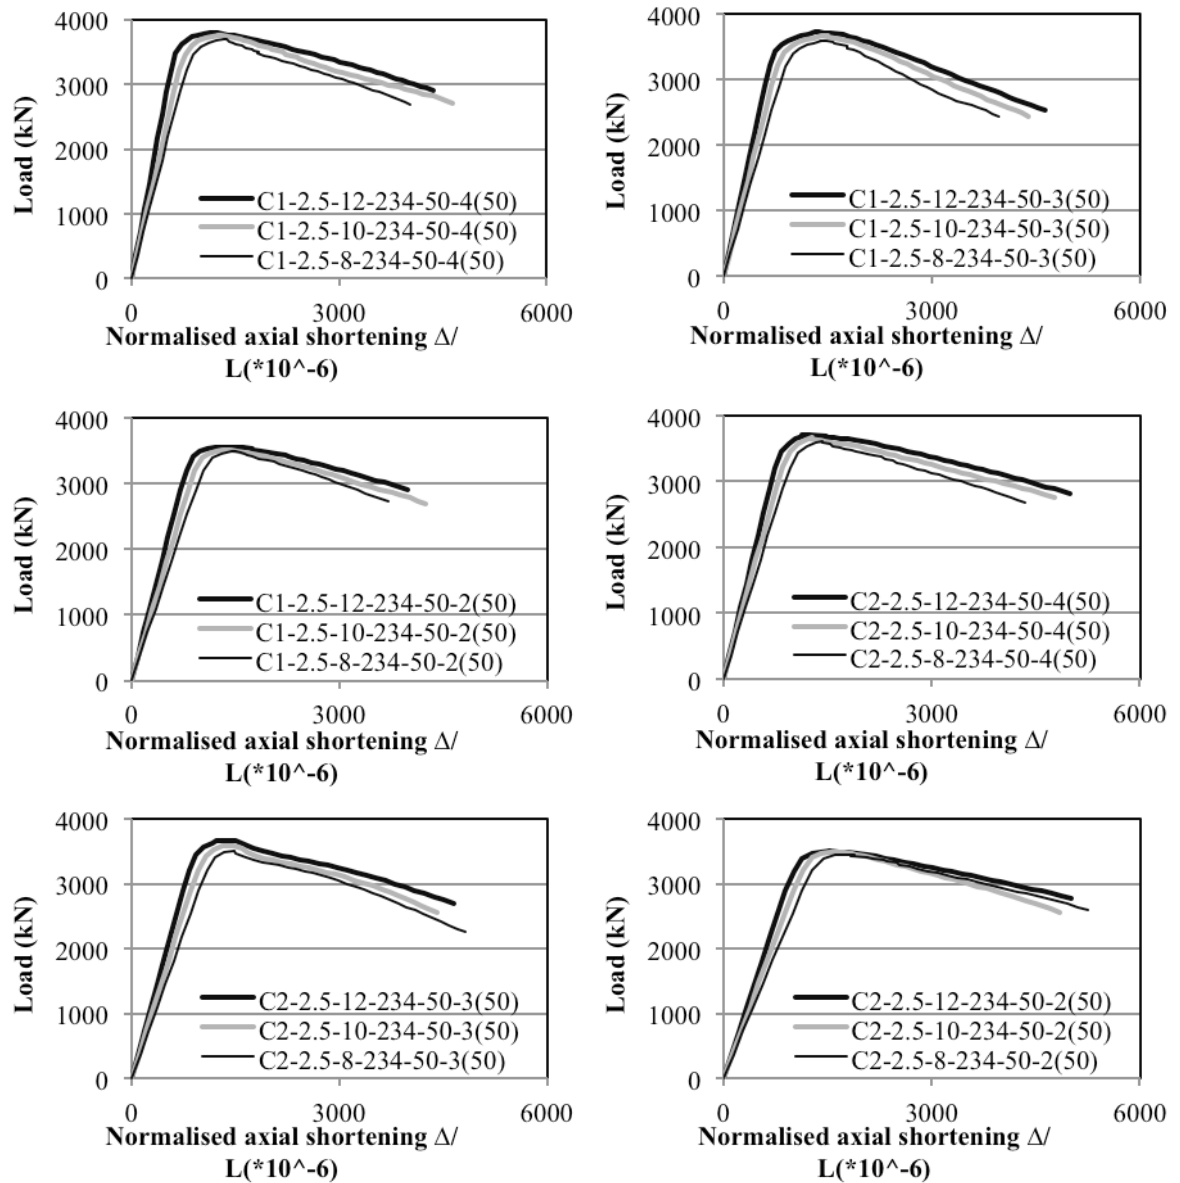 4000
3000
2000
1000
0
Load (kN)
C1-2.5-12-234-50-4(50)
C1-2.5-10-234-50-4(50)
C1-2.5-8-234-50-4(50)
0 3000 6000
Normalised axial shortening Δ/
L(*10^-6)
4000
3000
2000
1000
0
Load (kN)
C1-2.5-12-234-50-3(50)
C1-2.5-10-234-50-3(50)
C1-2.5-8-234-50-3(50)
0 3000 6000
Normalised axial shortening Δ/
L(*10^-6)
4000
3000
2000
1000
0
Load (kN)
C1-2.5-12-234-50-2(50)
C1-2.5-10-234-50-2(50)
C1-2.5-8-234-50-2(50)
0 3000 6000
Normalised axial shortening Δ/
L(*10^-6)
4000
3000
2000
1000
0
Load (kN)
C2-2.5-12-234-50-4(50)
C2-2.5-10-234-50-4(50)
C2-2.5-8-234-50-4(50)
0 3000 6000
Normalised axial shortening Δ/
L(*10^-6)
4000
3000
2000
1000
0
Load (kN)
C2-2.5-12-234-50-3(50)
C2-2.5-10-234-50-3(50)
C2-2.5-8-234-50-3(50)
0 3000 6000
Normalised axial shortening Δ/
L(*10^-6)
4000
3000
2000
1000
0
Load (kN)
C2-2.5-12-234-50-2(50)
C2-2.5-10-234-50-2(50)
C2-2.5-8-234-50-2(50)
0 3000 6000
Normalised axial shortening Δ/
L(*10^-6)